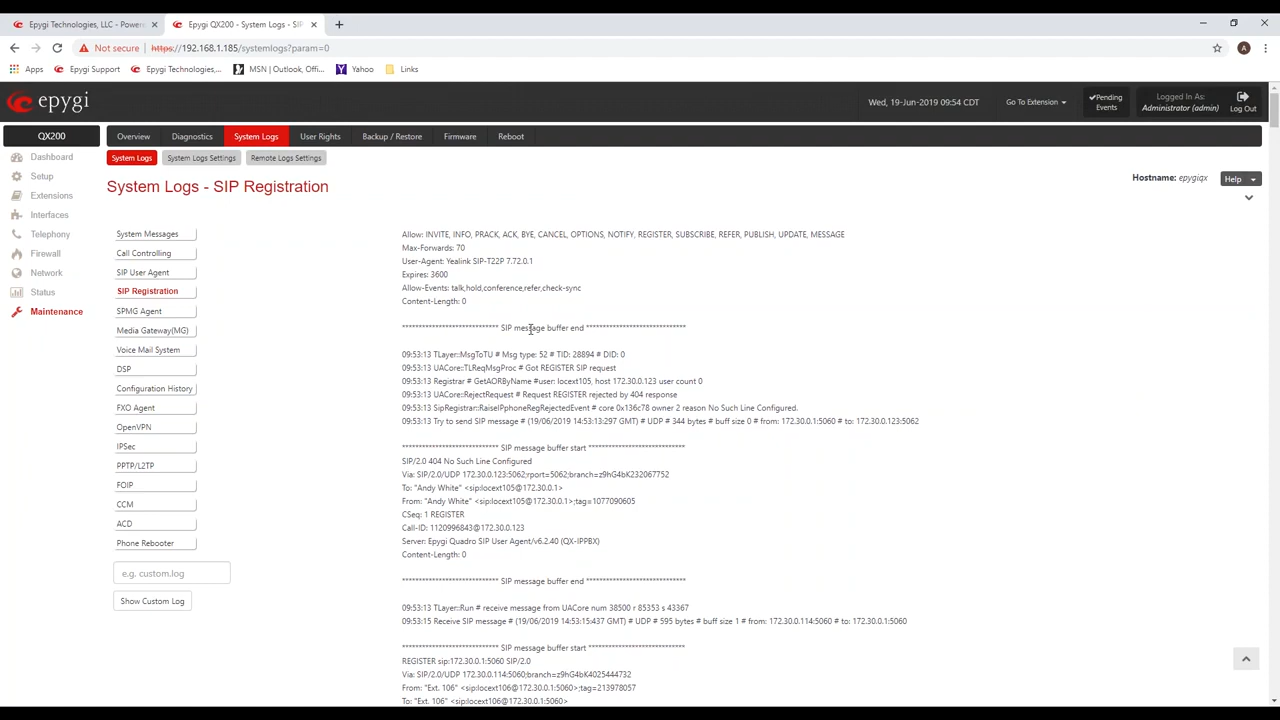 Epygi Technologies, LLC - Power
Epygi QX200 - System Logs - SIP
Not secure
https://192.168.1.185/systemlogs?param=0
A
Apps
Epygi Support
Epygi Technologies,...
MSN | Outlook, Offi...
Yahoo
Links
epygi
Wed, 19-Jun-2019 09:54 CDT
Go To Extension
Pending
Events
Logged In As:
Administrator (admin)
Log Out
QX200
Overview
Diagnostics
System Logs
User Rights
Backup / Restore
Firmware
Reboot
Dashboard
Setup
Extensions
Interfaces
Telephony
Firewall
Network
Status
Maintenance
System Logs
System Logs Settings
Remote Logs Settings
System Logs - SIP Registration
Hostname: epygiqx
Help
System Messages
Call Controlling
SIP User Agent
SIP Registration
SPMG Agent
Media Gateway(MG)
Voice Mail System
DSP
Configuration History
FXO Agent
OpenVPN
IPSec
PPTP/L2TP
FOIP
CCM
ACD
Phone Rebooter
e.g. custom.log
Show Custom Log
Allow: INVITE, INFO, PRACK, ACK, BYE, CANCEL, OPTIONS, NOTIFY, REGISTER, SUBSCRIBE, REFER, PUBLISH, UPDATE, MESSAGE
Max-Forwards: 70
User-Agent: Yealink SIP-T22P 7.72.0.1
Expires: 3600
Allow-Events: talk,hold,conference,refer,check-sync
Content-Length: 0
***************************** SIP message buffer end ******************************
09:53:13 TLayer::MsgToTU # Msg type: 52 # TID: 28894 # DID: 0
09:53:13 UACore::TLReqMsgProc # Got REGISTER SIP request
09:53:13 Registrar # GetAORByName #user: locext105, host 172.30.0.123 user count 0
09:53:13 UACore::RejectRequest # Request REGISTER rejected by 404 response
09:53:13 SipRegistrar::RaiseIPphoneRegRejectedEvent # core 0x136c78 owner 2 reason No Such Line Configured.
09:53:13 Try to send SIP message # (19/06/2019 14:53:13:297 GMT) # UDP # 344 bytes # buff size 0 # from: 172.30.0.1:5060 # to: 172.30.0.123:5062
***************************** SIP message buffer start *****************************
SIP/2.0 404 No Such Line Configured
Via: SIP/2.0/UDP 172.30.0.123:5062;rport=5062;branch=z9hG4bK232067752
To: "Andy White" <sip:locext105@172.30.0.1>
From: "Andy White" <sip:locext105@172.30.0.1>;tag=1077090605
CSeq: 1 REGISTER
Call-ID: 1120996843@172.30.0.123
Server: Epygi Quadro SIP User Agent/v6.2.40 (QX-IPPBX)
Content-Length: 0
***************************** SIP message buffer end ******************************
09:53:13 TLayer::Run # receive message from UACore num 38500 r 85353 s 43367
09:53:15 Receive SIP message # (19/06/2019 14:53:15:437 GMT) # UDP # 595 bytes # buff size 1 # from: 172.30.0.114:5060 # to: 172.30.0.1:5060
***************************** SIP message buffer start *****************************
REGISTER sip:172.30.0.1:5060 SIP/2.0
Via: SIP/2.0/UDP 172.30.0.114:5060;branch=z9hG4bK4025444732
From: "Ext. 106" <sip:locext106@172.30.0.1:5060>;tag=213978057
To: "Ext. 106" <sip:locext106@172.30.0.1:5060>